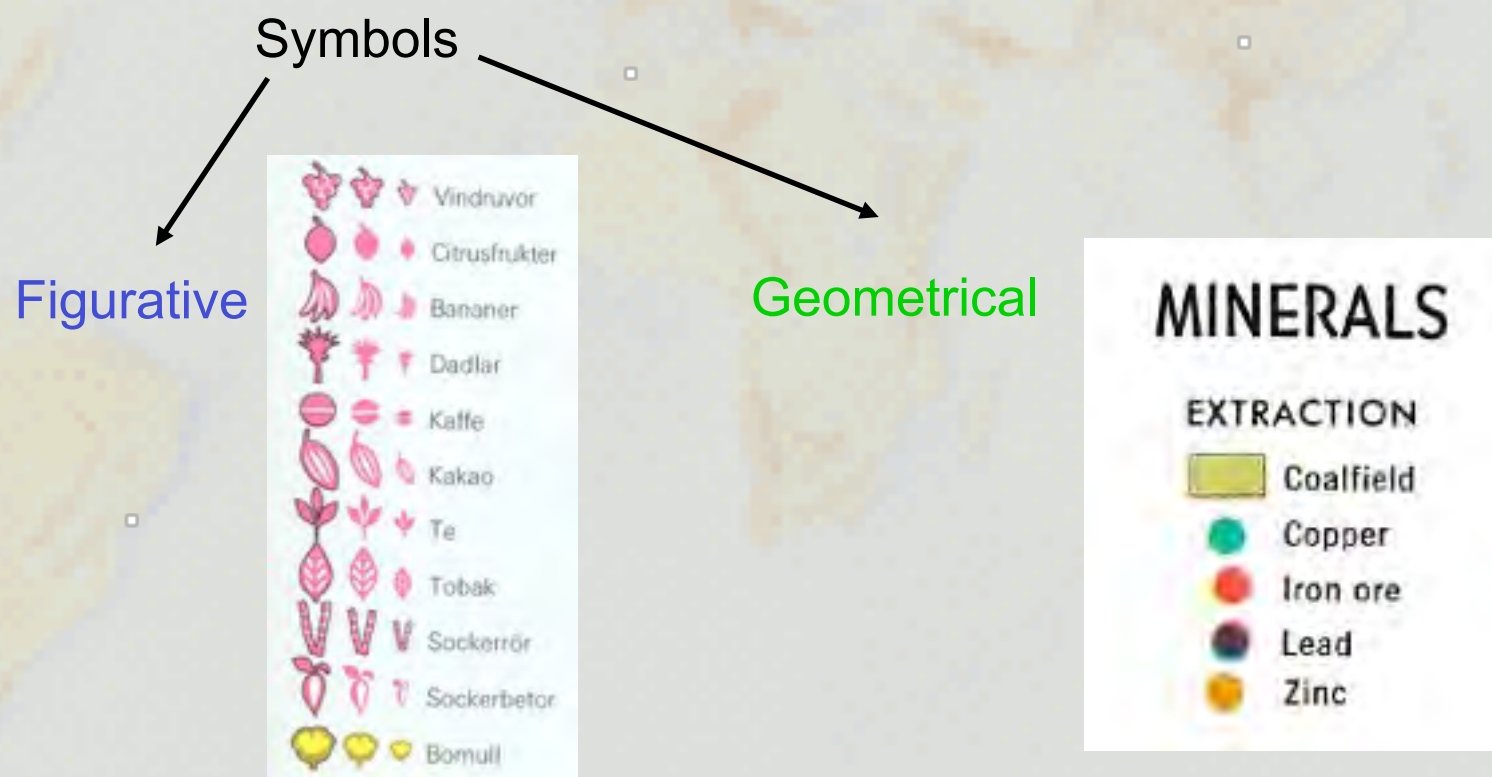 Symbols
Figurative
Vindruvor
Citrusfrukter
Bananer
Dadlar
Kaffe
Kakao
Te
Tobak
Sockerrör
Sockerbetor
Bomull
Geometrical
MINERALS
EXTRACTION
Coalfield
Copper
Iron ore
Lead
Zinc